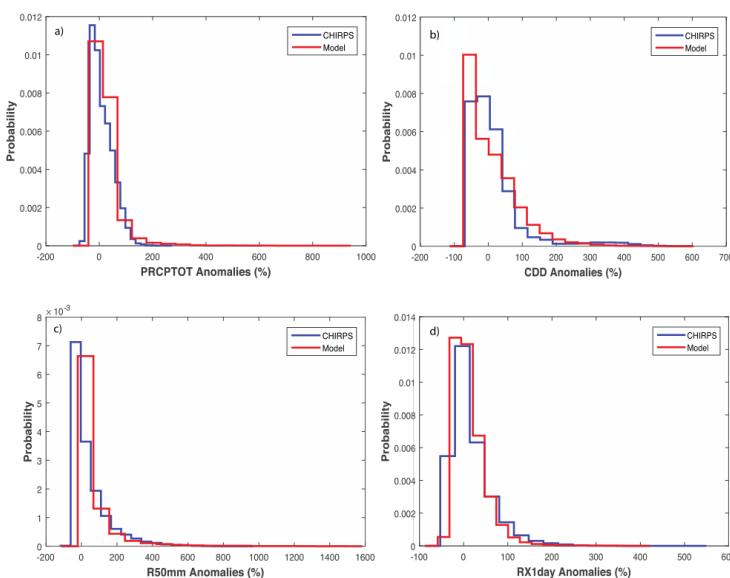 a)
CHIRPS
Model
0.012
0.01
0.008
0.006
0.004
0.002
0
Probability
-200 0 200 400 600 800 1000
PRCPTOT Anomalies (%)
b)
CHIRPS
Model
0.012
0.01
0.008
0.006
0.004
0.002
0
Probability
-200 -100 0 100 200 300 400 500 600 700
CDD Anomalies (%)
c)
CHIRPS
Model
× 10⁻³
8
7
6
5
4
3
2
1
0
Probability
-200 0 200 400 600 800 1000 1200 1400 1600
R50mm Anomalies (%)
d)
CHIRPS
Model
0.014
0.012
0.01
0.008
0.006
0.004
0.002
0
Probability
-100 0 100 200 300 400 500 600
RX1day Anomalies (%)